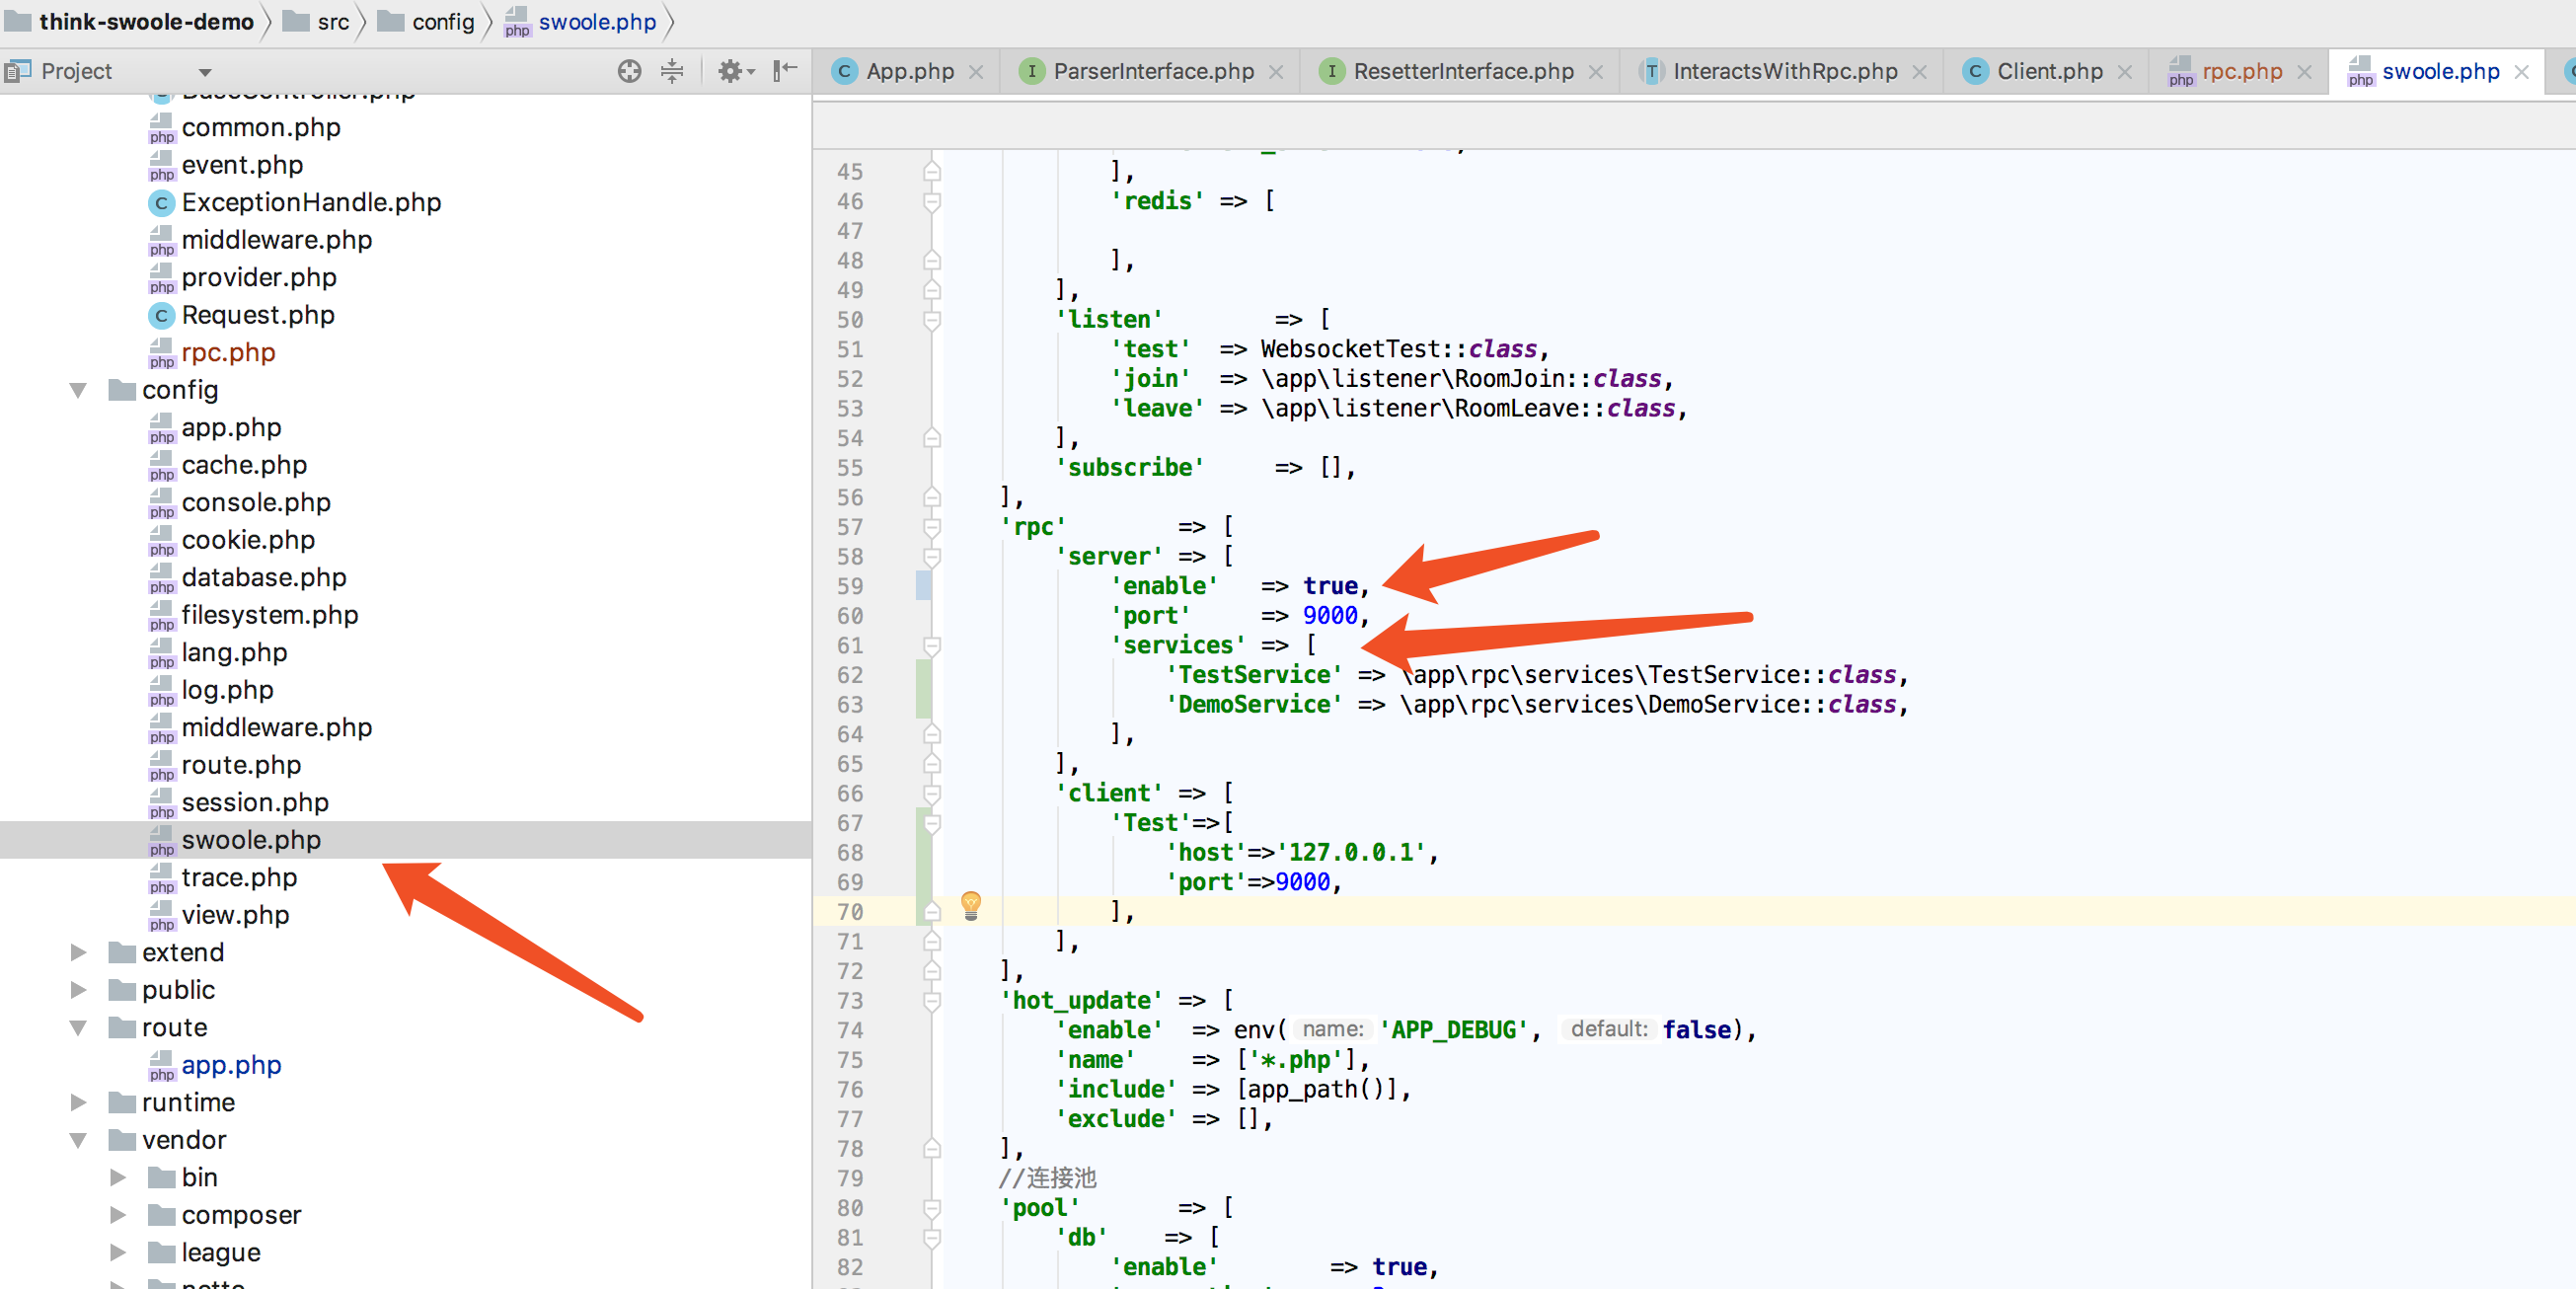 think-swoole-demo src config php swoole.php
Project
App.php
ParserInterface.php
ResetterInterface.php
InteractsWithRpc.php
Client.php
rpc.php
swoole.php
BaseController.php
common.php
event.php
ExceptionHandle.php
middleware.php
provider.php
Request.php
rpc.php
config
app.php
cache.php
console.php
cookie.php
database.php
filesystem.php
lang.php
log.php
middleware.php
route.php
session.php
swoole.php
trace.php
view.php
extend
public
route
app.php
runtime
vendor
bin
composer
league
45 ],
46 'redis' => [
47
48 ],
49 ],
50 'listen' => [
51 'test' => WebsocketTest::class,
52 'join' => \app\listener\RoomJoin::class,
53 'leave' => \app\listener\RoomLeave::class,
54 ],
55 'subscribe' => [],
56 ],
57 'rpc' => [
58 'server' => [
59 'enable' => true,
60 'port' => 9000,
61 'services' => [
62 'TestService' => \app\rpc\services\TestService::class,
63 'DemoService' => \app\rpc\services\DemoService::class,
64 ],
65 ],
66 'client' => [
67 'Test'=>[
68 'host'=>'127.0.0.1',
69 'port'=>9000,
70 ],
71 ],
72 ],
73 'hot_update' => [
74 'enable' => env( name: 'APP_DEBUG', default: false),
75 'name' => ['*.php'],
76 'include' => [app_path()],
77 'exclude' => [],
78 ],
79 //连接池
80 'pool' => [
81 'db' => [
82 'enable' => true,